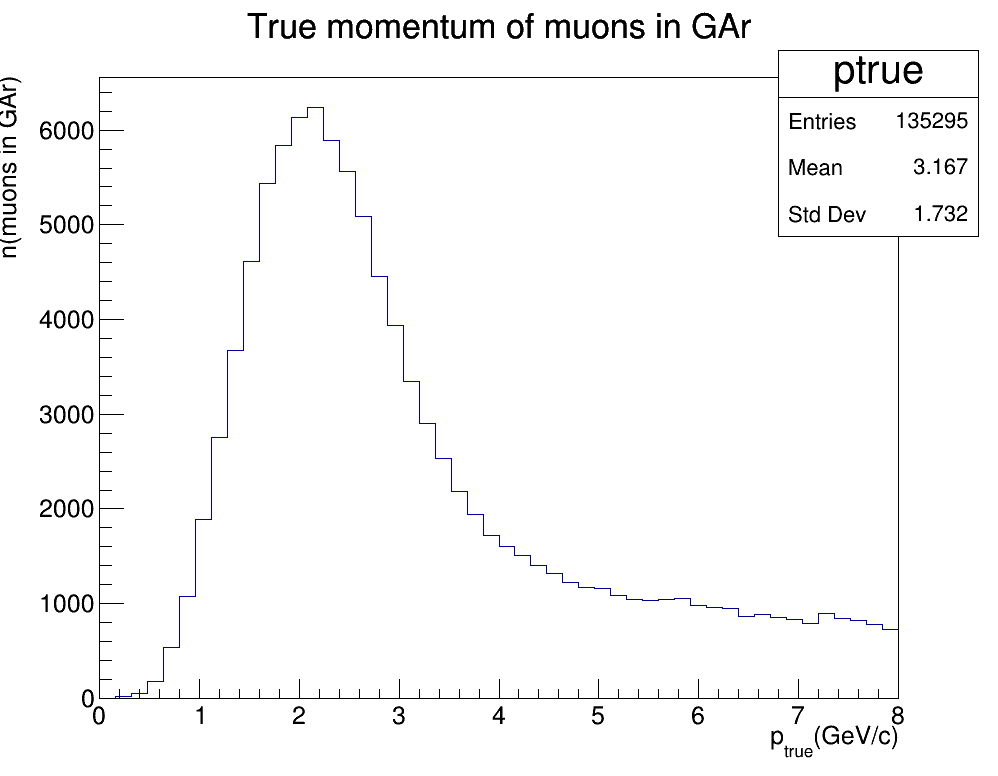 True momentum of muons in GAr
ptrue
Entries 135295
Mean 3.167
Std Dev 1.732
n(muons in GAr)
6000
5000
4000
3000
2000
1000
0
0 1 2 3 4 5 6 7 8
ptrue(GeV/c)